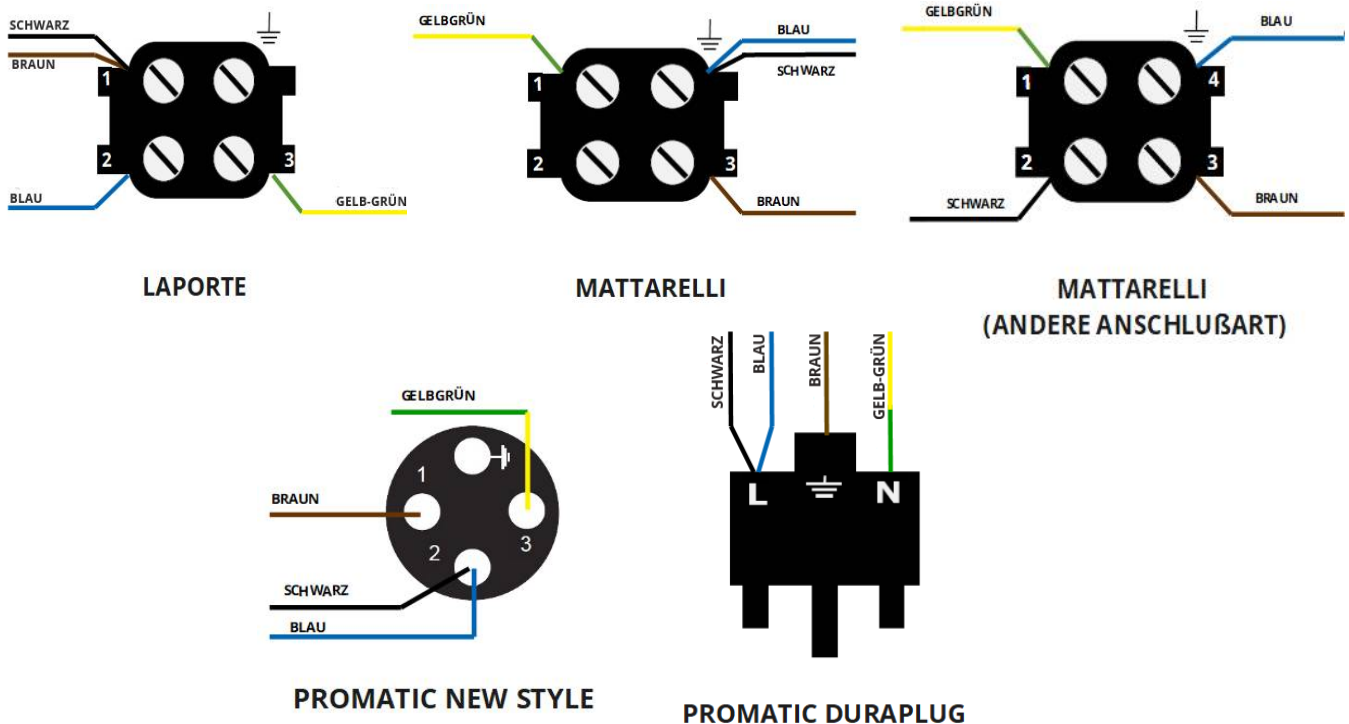 SCHWARZ
BRAUN
1
2
3
BLAU
GELB-GRÜN
LAPORTE
GELBGRÜN
BLAU
SCHWARZ
1
2
3
BRAUN
MATTARELLI
GELBGRÜN
BLAU
1
4
2
3
SCHWARZ
BRAUN
MATTARELLI
(ANDERE ANSCHLUßART)
GELBGRÜN
1
BRAUN
2
3
SCHWARZ
BLAU
PROMATIC NEW STYLE
SCHWARZ
BLAU
BRAUN
GELB-GRÜN
L
N
PROMATIC DURAPLUG